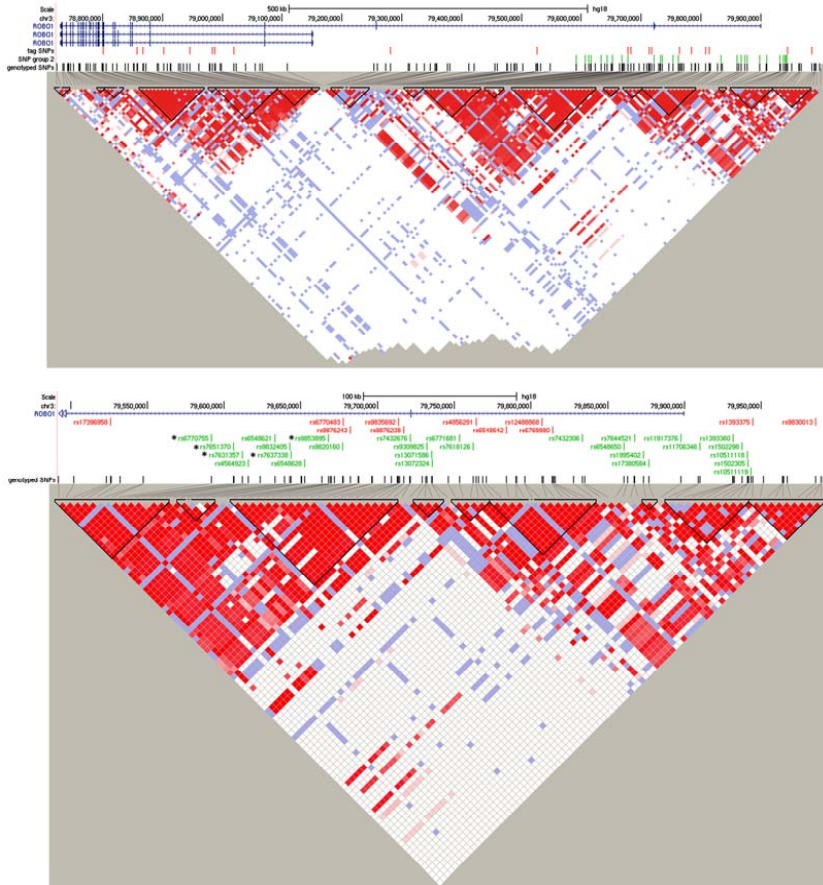 Scale 500 kb hg18
chr3: 78,800,000 78,900,000 79,000,000 79,100,000 79,200,000 79,300,000 79,400,000 79,500,000 79,600,000 79,700,000 79,800,000 79,900,000
ROBO1
ROBO1
ROBO1
tag SNPs
SNP group 2
genotyped SNPs
Scale 100 kb hg18
chr3: 79,550,000 79,600,000 79,650,000 79,700,000 79,750,000 79,800,000 79,850,000 79,900,000 79,950,000
ROBO1
rs17396958 rs6770483 rs9835692 rs4856291 rs12488868 rs1393375 rs9830013
rs9876243 rs9876238 rs6548642 rs6769980
*rs6770755 rs6548621 *rs9853895 rs7432676 rs6771681 rs7432306 rs7644521 rs11917376 rs1393360
*rs7651370 rs9832405 rs9820160 rs9309825 rs7618126 rs6548650 rs11706346 rs1502298
*rs7631357 *rs7637338 rs13071586 rs1995402 rs10511118
rs4564923 rs6548628 rs13072324 rs17380584 rs1502305
rs10511119
genotyped SNPs